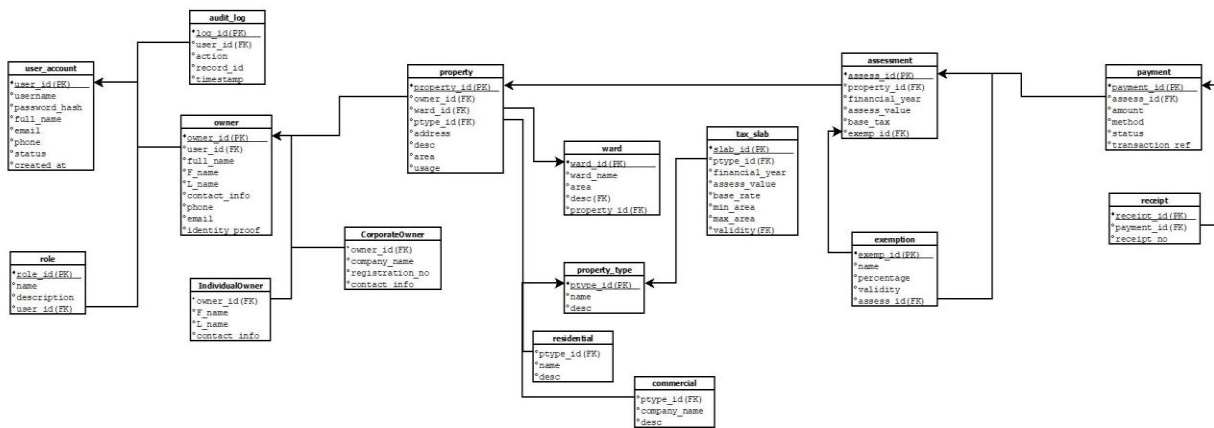 audit_log
log_id(PK)
user_id(FK)
action
record_id
timestamp
user_account
user_id(PK)
username
password_hash
full_name
email
phone
status
created_at
owner
owner_id(PK)
user_id(FK)
full_name
F_name
L_name
contact_info
phone
email
identity_proof
role
role_id(PK)
name
description
user_id(FK)
IndividualOwner
owner_id(FK)
F_name
L_name
contact_info
CorporateOwner
owner_id(FK)
company_name
registration_no
contact_info
property
property_id(PK)
owner_id(FK)
ward_id(FK)
ptype_id(FK)
address
desc
area
usage
ward
ward_id(PK)
ward_name
area
desc(FK)
property_id(FK)
tax_slab
slab_id(PK)
ptype_id(FK)
financial_year
assess_value
base_rate
min_area
max_area
validity(FK)
property_type
ptype_id(PK)
name
desc
residential
ptype_id(FK)
name
desc
commercial
ptype_id(FK)
company_name
desc
assessment
assess_id(PK)
property_id(FK)
financial_year
assess_value
base_tax
exemp_id(FK)
exemption
exemp_id(PK)
name
percentage
validity
assess_id(FK)
payment
payment_id(PK)
assess_id(FK)
amount
method
status
transaction_ref
receipt
receipt_id(PK)
payment_id(FK)
receipt_no